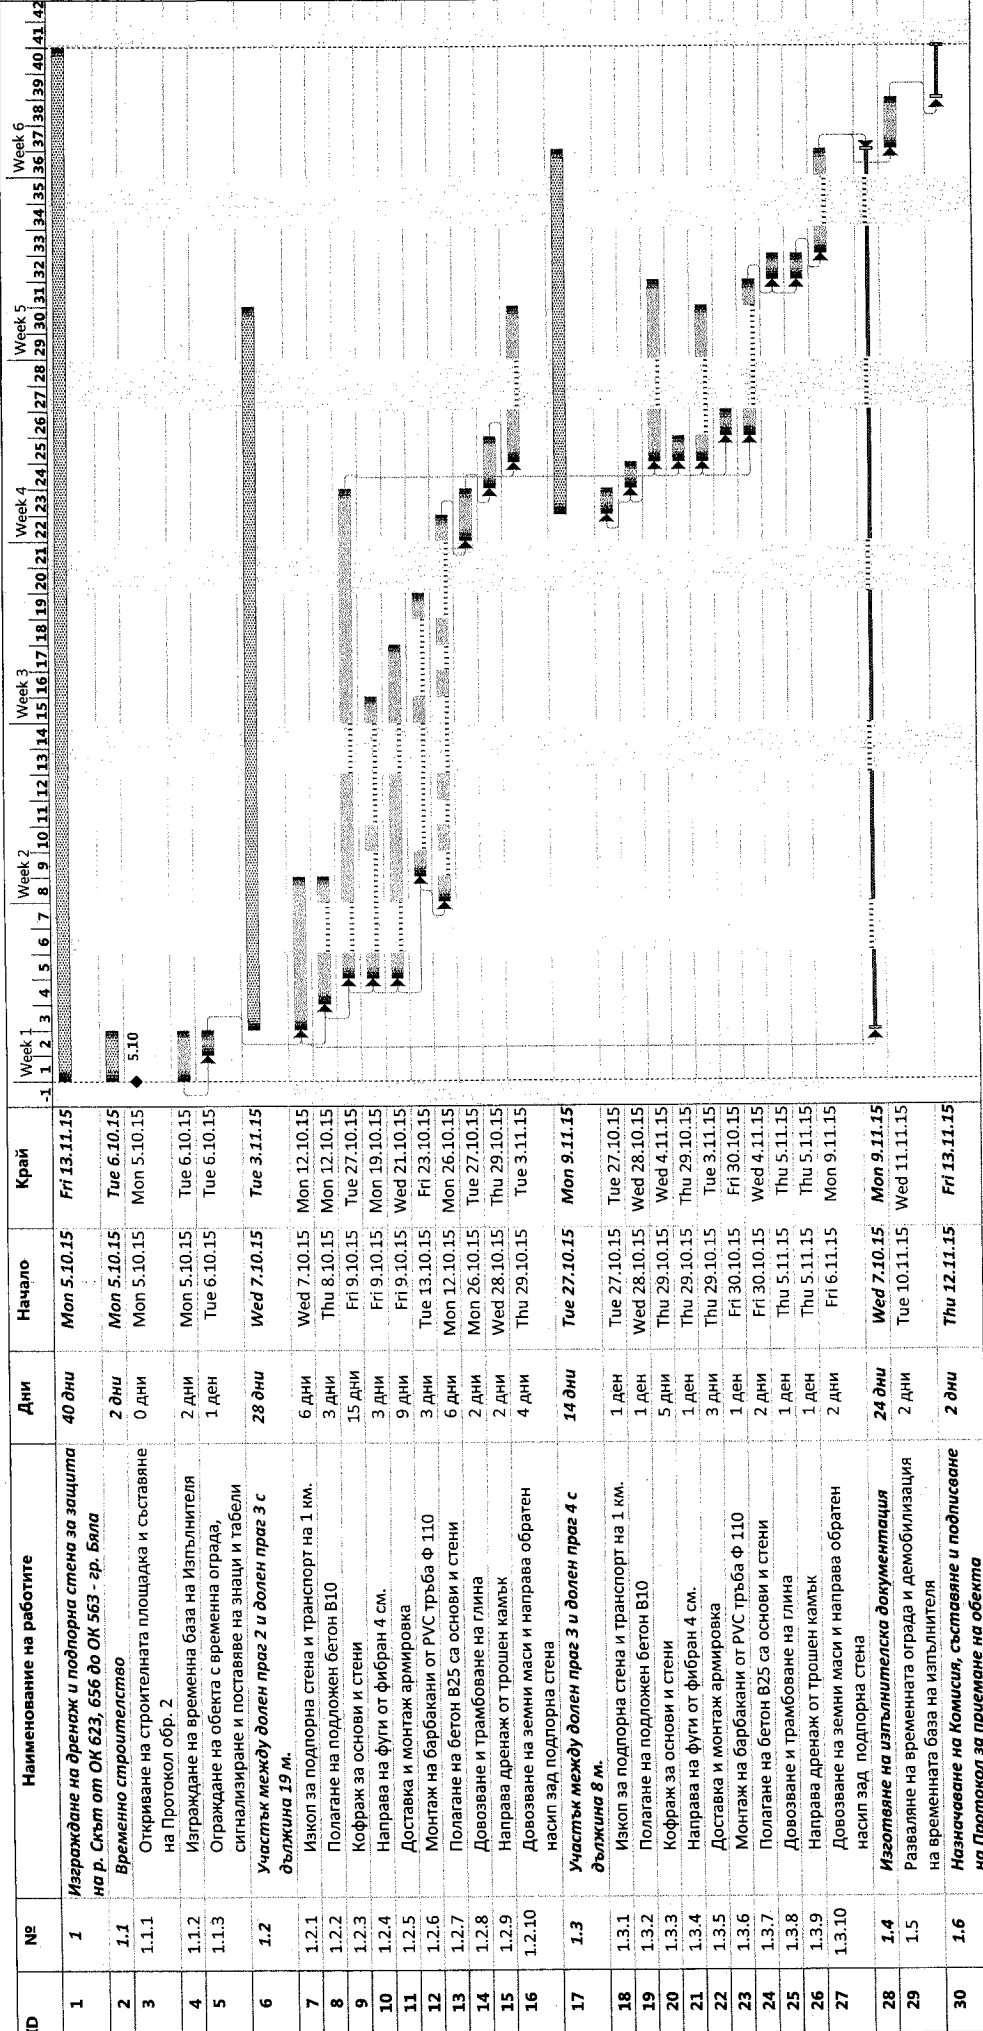 ID № Наименование на работите Дни Начало Край
Week 1 Week 2 Week 3 Week 4 Week 5 Week 6
-1 1 2 3 4 5 6 7 8 9 10 11 12 13 14 15 16 17 18 19 20 21 22 23 24 25 26 27 28 29 30 31 32 33 34 35 36 37 38 39 40 41 42
1 1 Изграждане на дренаж и подпорна стена за защита 40 дни Mon 5.10.15 Fri 13.11.15
на р. Скът от ОК 623, 656 до ОК 563 - гр. Бяла
2 1.1 Временно строителство 2 дни Mon 5.10.15 Tue 6.10.15
3 1.1.1 Откриване на строителната площадка и съставяне 0 дни Mon 5.10.15 Mon 5.10.15 5.10
на Протокол обр. 2
4 1.1.2 Изграждане на временна база на Изпълнителя 2 дни Mon 5.10.15 Tue 6.10.15
5 1.1.3 Ограждане на обекта с временна ограда, 1 ден Tue 6.10.15 Tue 6.10.15
сигнализиране и поставяне на знаци и табели
6 1.2 Участък между долен праг 2 и долен праг 3 с 28 дни Wed 7.10.15 Tue 3.11.15
дължина 19 м.
7 1.2.1 Изкоп за подпорна стена и транспорт на 1 км. 6 дни Wed 7.10.15 Mon 12.10.15
8 1.2.2 Полагане на подложен бетон В10 3 дни Thu 8.10.15 Mon 12.10.15
9 1.2.3 Кофраж за основи и стени 15 дни Fri 9.10.15 Tue 27.10.15
10 1.2.4 Направа на фуги от фибран 4 см. 3 дни Fri 9.10.15 Mon 19.10.15
11 1.2.5 Доставка и монтаж армировка 9 дни Fri 9.10.15 Wed 21.10.15
12 1.2.6 Монтаж на барбакани от PVC тръба Ф 110 3 дни Tue 13.10.15 Fri 23.10.15
13 1.2.7 Полагане на бетон В25 са основи и стени 6 дни Mon 12.10.15 Mon 26.10.15
14 1.2.8 Довозване и трамбоване на глина 2 дни Mon 26.10.15 Tue 27.10.15
15 1.2.9 Направа дренаж от трошен камък 2 дни Wed 28.10.15 Thu 29.10.15
16 1.2.10 Довозване на земни маси и направа обратен 4 дни Thu 29.10.15 Tue 3.11.15
насип зад подпорна стена
17 1.3 Участък между долен праг 3 и долен праг 4 с 14 дни Tue 27.10.15 Mon 9.11.15
дължина 8 м.
18 1.3.1 Изкоп за подпорна стена и транспорт на 1 км. 1 ден Tue 27.10.15 Tue 27.10.15
19 1.3.2 Полагане на подложен бетон В10 1 ден Wed 28.10.15 Wed 28.10.15
20 1.3.3 Кофраж за основи и стени 5 дни Thu 29.10.15 Wed 4.11.15
21 1.3.4 Направа на фуги от фибран 4 см. 1 ден Thu 29.10.15 Thu 29.10.15
22 1.3.5 Доставка и монтаж армировка 3 дни Thu 29.10.15 Tue 3.11.15
23 1.3.6 Монтаж на барбакани от PVC тръба Ф 110 1 ден Fri 30.10.15 Fri 30.10.15
24 1.3.7 Полагане на бетон В25 са основи и стени 2 дни Fri 30.10.15 Wed 4.11.15
25 1.3.8 Довозване и трамбоване на глина 1 ден Thu 5.11.15 Thu 5.11.15
26 1.3.9 Направа дренаж от трошен камък 1 ден Thu 5.11.15 Thu 5.11.15
27 1.3.10 Довозване на земни маси и направа обратен 2 дни Fri 6.11.15 Mon 9.11.15
насип зад подпорна стена
28 1.4 Изготвяне на изпълнителска документация 24 дни Wed 7.10.15 Mon 9.11.15
29 1.5 Разваляне на временната ограда и демобилизация 2 дни Tue 10.11.15 Wed 11.11.15
на временната база на изпълнителя
30 1.6 Назначаване на Комисия, съставяне и подписване 2 дни Thu 12.11.15 Fri 13.11.15
на Протокол за приемане на обекта